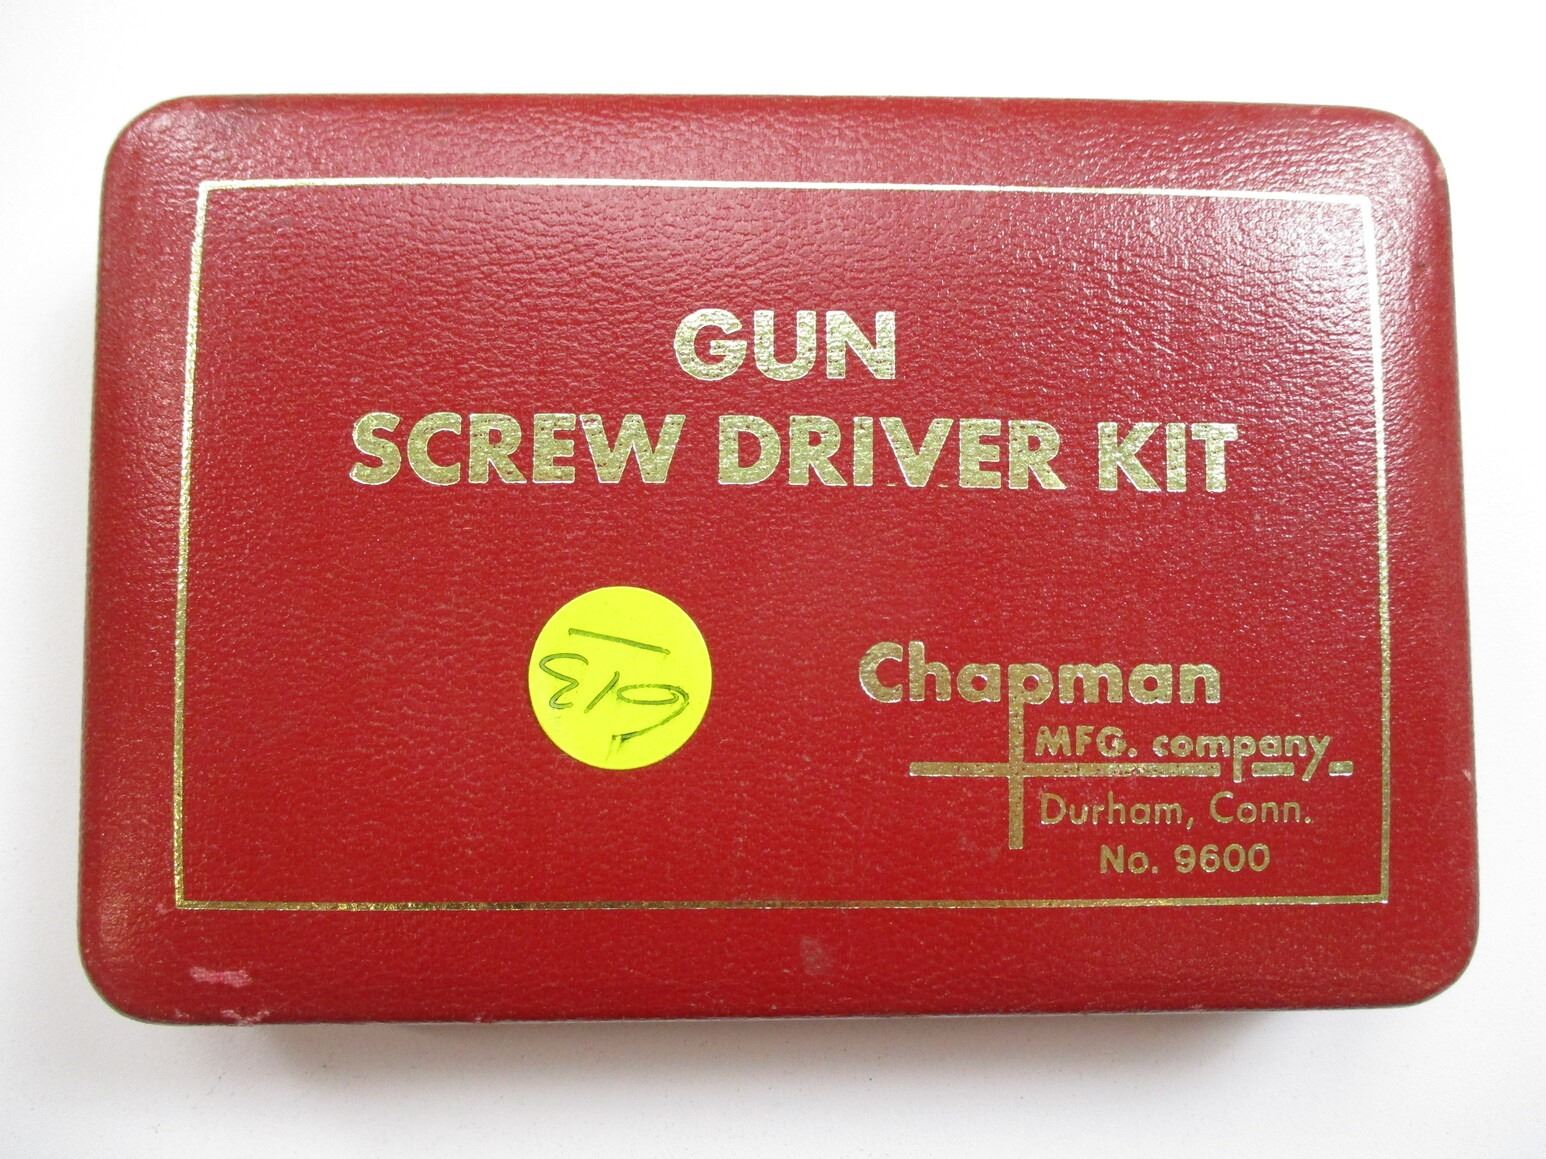 GUN
SCREW DRIVER KIT
Chapman
MFG. company
Durham, Conn.
No. 9600